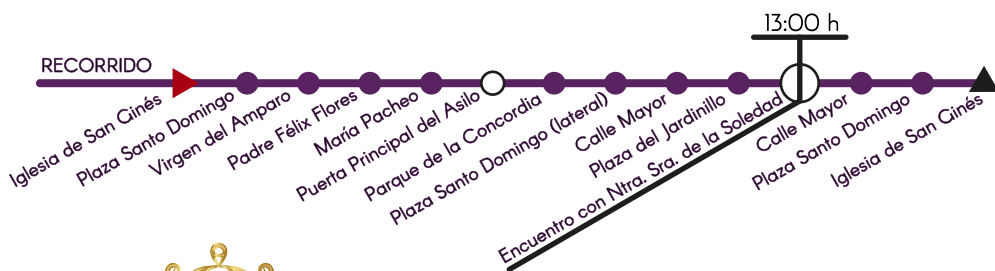 13:00 h
RECORRIDO
Iglesia de San Ginés
Plaza Santo Domingo
Virgen del Amparo
Padre Félix Flores
María Pacheo
Puerta Principal del Asilo
Parque de la Concordia
Plaza Santo Domingo (lateral)
Calle Mayor
Plaza del Jardinillo
Encuentro con Ntra. Sra. de la Soledad
Calle Mayor
Plaza Santo Domingo
Iglesia de San Ginés